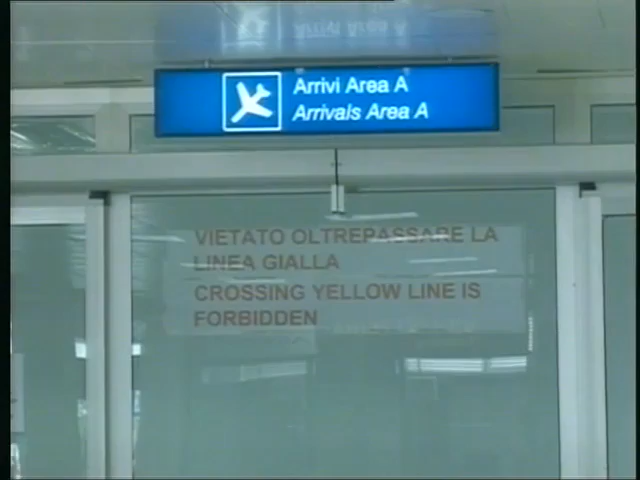 Arrivi Area A
Arrivals Area A
VIETATO OLTREPASSARE LA
LINEA GIALLA
CROSSING YELLOW LINE IS
FORBIDDEN